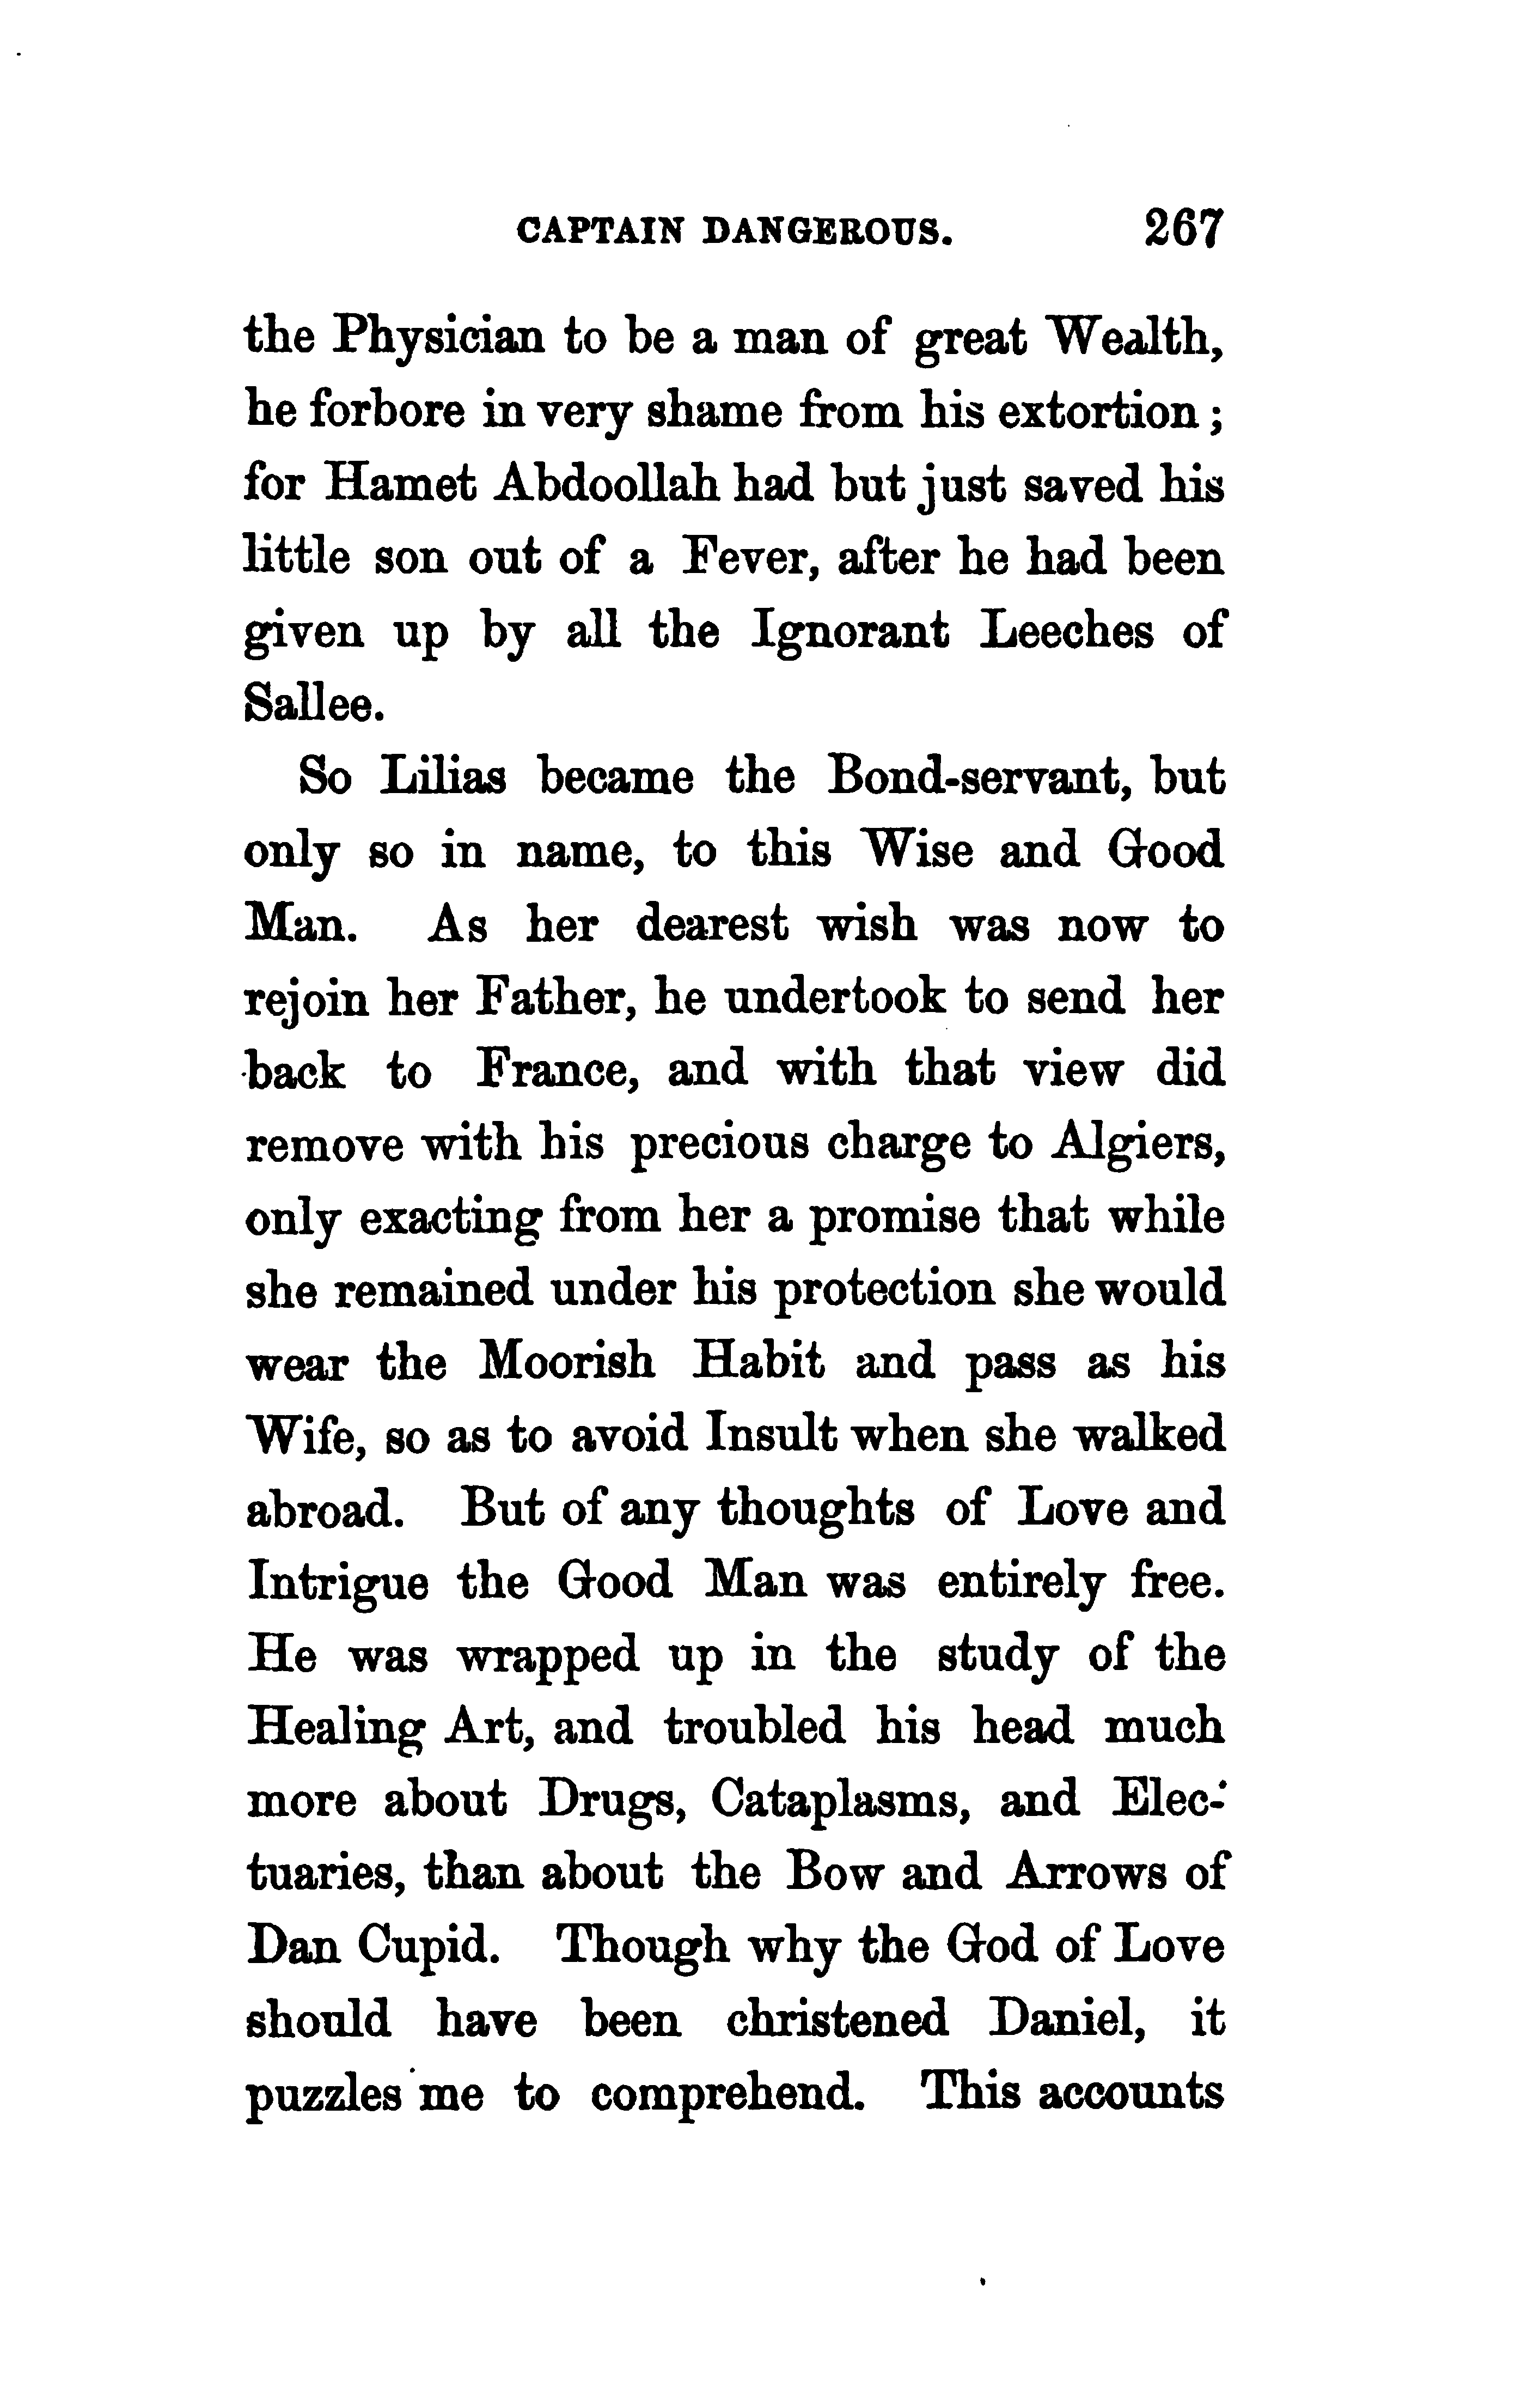 CAPTAIN DANGEROUS. 267
the Physician to be a man of great Wealth,
he forbore in very shame from his extortion ;
for Hamet Abdoollah had but just saved his
little son out of a Fever, after he had been
given up by all the Ignorant Leeches of
Sallee.
So Lilias became the Bond-servant, but
only so in name, to this Wise and Good
Man. As her dearest wish was now to
rejoin her Father, he undertook to send her
back to France, and with that view did
remove with his precious charge to Algiers,
only exacting from her a promise that while
she remained under his protection she would
wear the Moorish Habit and pass as his
Wife, so as to avoid Insult when she walked
abroad. But of any thoughts of Love and
Intrigue the Good Man was entirely free.
He was wrapped up in the study of the
Healing Art, and troubled his head much
more about Drugs, Cataplasms, and Elec-
tuaries, than about the Bow and Arrows of
Dan Cupid. Though why the God of Love
should have been christened Daniel, it
puzzles me to comprehend. This accounts